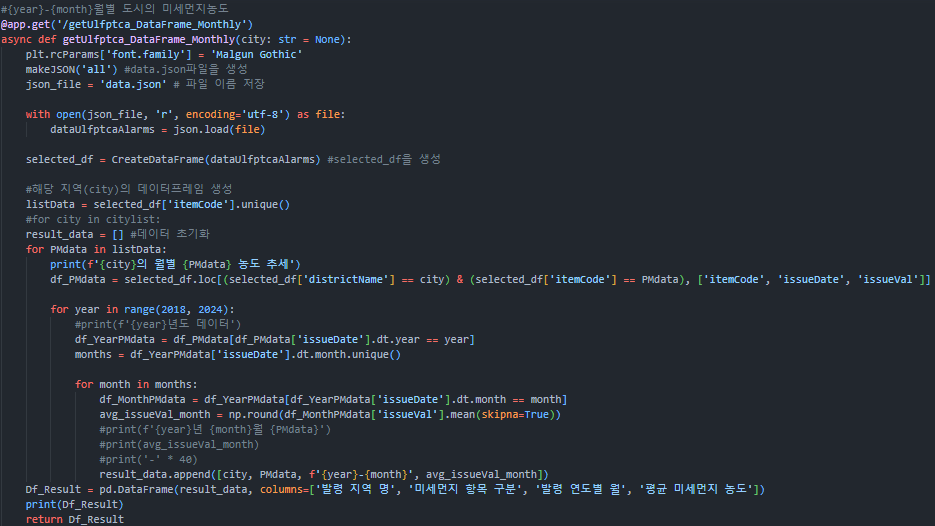 #{year}-{month}월별 도시의 미세먼지농도
@app.get('/getUlfptca_DataFrame_Monthly')
async def getUlfptca_DataFrame_Monthly(city: str = None):
    plt.rcParams['font.family'] = 'Malgun Gothic'
    makeJSON('all') #data.json파일을 생성
    json_file = 'data.json' # 파일 이름 저장

    with open(json_file, 'r', encoding='utf-8') as file:
        dataUlfptcaAlarms = json.load(file)

    selected_df = CreateDataFrame(dataUlfptcaAlarms) #selected_df을 생성

    #해당 지역(city)의 데이터프레임 생성
    listData = selected_df['itemCode'].unique()
    #for city in citylist:
    result_data = [] #데이터 초기화
    for PMdata in listData:
        print(f'{city}의 월별 {PMdata} 농도 추세')
        df_PMdata = selected_df.loc[(selected_df['districtName'] == city) & (selected_df['itemCode'] == PMdata), ['itemCode', 'issueDate', 'issueVal']]

        for year in range(2018, 2024):
            #print(f'{year}년도 데이터')
            df_YearPMdata = df_PMdata[df_PMdata['issueDate'].dt.year == year]
            months = df_YearPMdata['issueDate'].dt.month.unique()

            for month in months:
                df_MonthPMdata = df_YearPMdata[df_YearPMdata['issueDate'].dt.month == month]
                avg_issueVal_month = np.round(df_MonthPMdata['issueVal'].mean(skipna=True))
                #print(f'{year}년 {month}월 {PMdata}')
                #print(avg_issueVal_month)
                #print('-' * 40)
                result_data.append([city, PMdata, f'{year}-{month}', avg_issueVal_month])
    Df_Result = pd.DataFrame(result_data, columns=['발령 지역 명', '미세먼지 항목 구분', '발령 연도별 월', '평균 미세먼지 농도'])
    print(Df_Result)
    return Df_Result